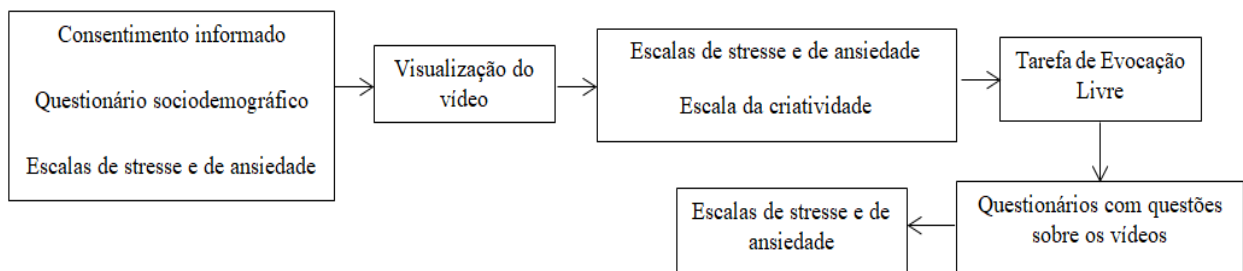 Consentimento informado
Questionário sociodemográfico
Escalas de stresse e de ansiedade
Visualização do
vídeo
Escalas de stresse e de ansiedade
Escala da criatividade
Tarefa de Evocação
Livre
Questionários com questões
sobre os vídeos
Escalas de stresse e de
ansiedade